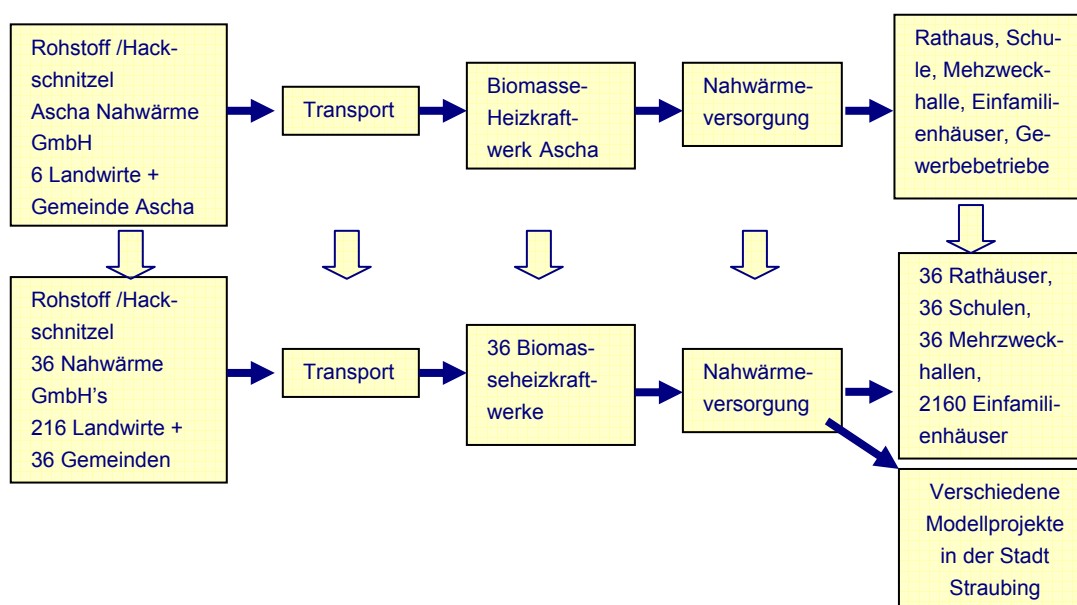 Rohstoff /Hack-
schnitzel
Ascha Nahwärme
GmbH
6 Landwirte +
Gemeinde Ascha
Transport
Biomasse-
Heizkraft-
werk Ascha
Nahwärme-
versorgung
Rathaus, Schu-
le, Mehzweck-
halle, Einfamili-
enhäuser, Ge-
werbebetriebe
Rohstoff /Hack-
schnitzel
36 Nahwärme
GmbH's
216 Landwirte +
36 Gemeinden
Transport
36 Biomas-
seheizkraft-
werke
Nahwärme-
versorgung
36 Rathäuser,
36 Schulen,
36 Mehrzweck-
hallen,
2160 Einfamili-
enhäuser
Verschiedene
Modellprojekte
in der Stadt
Straubing